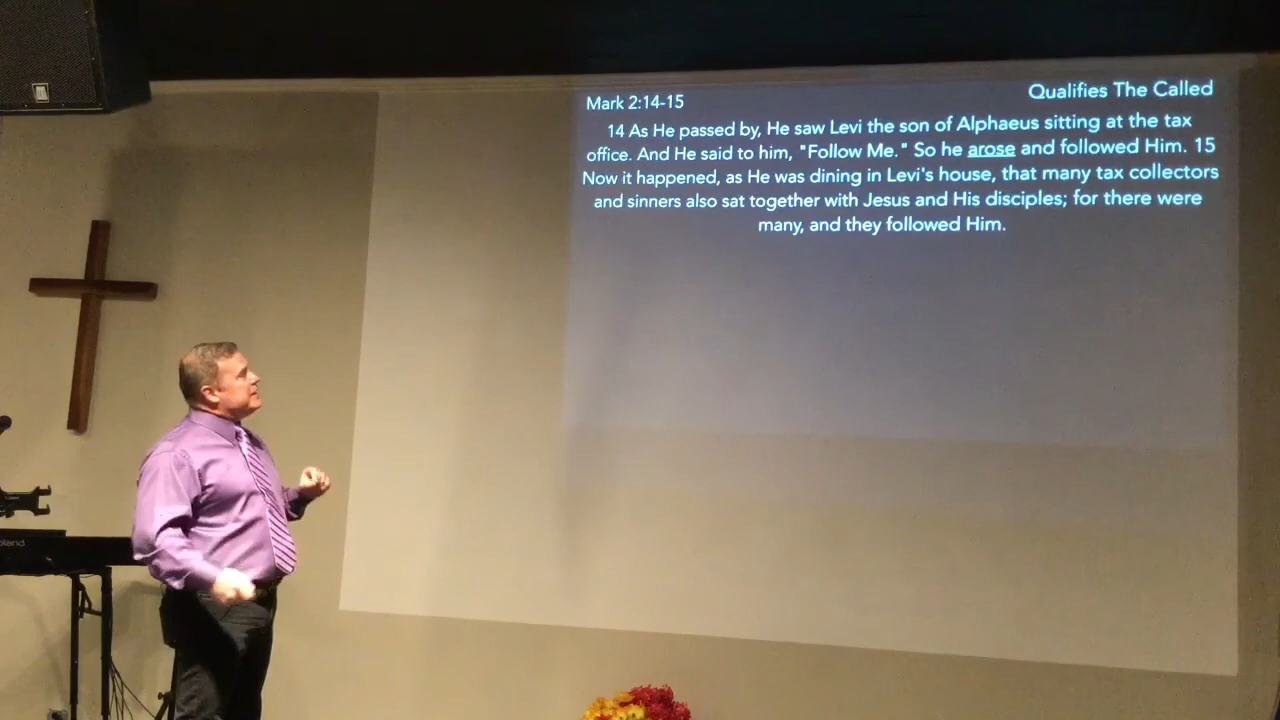 Qualifies The Called
Mark 2:14-15
14 As He passed by, He saw Levi the son of Alphaeus sitting at the tax
office. And He said to him, "Follow Me." So he arose and followed Him. 15
Now it happened, as He was dining in Levi's house, that many tax collectors
and sinners also sat together with Jesus and His disciples; for there were
many, and they followed Him.